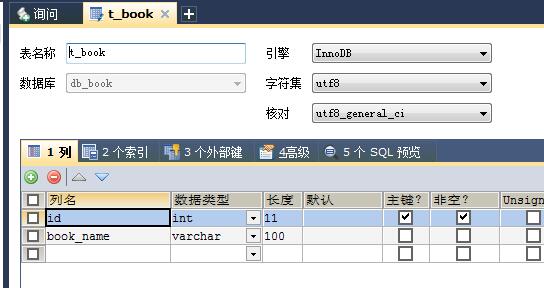 询问 t_book
表名称 t_book 引擎 InnoDB
数据库 db_book 字符集 utf8
核对 utf8_general_ci
1 列 2 个索引 3 个外部键 4高级 5 个 SQL 预览
列名 数据类型 长度 默认 主键? 非空? Unsign
id int 11
book_name varchar 100